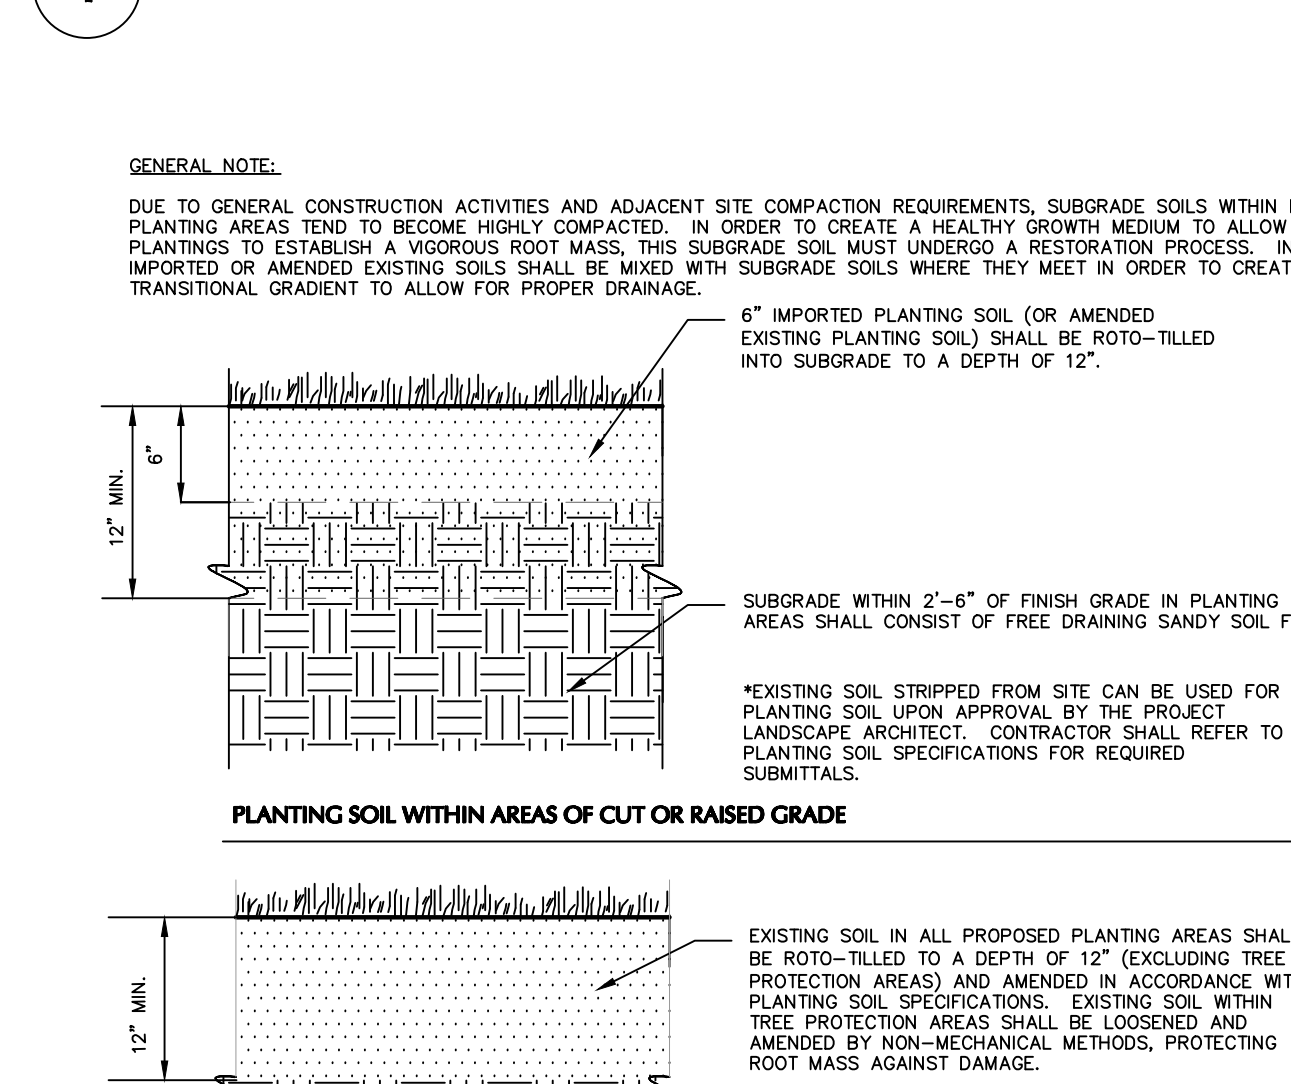 GENERAL NOTE:
DUE TO GENERAL CONSTRUCTION ACTIVITIES AND ADJACENT SITE COMPACTION REQUIREMENTS, SUBGRADE SOILS WITHIN
PLANTING AREAS TEND TO BECOME HIGHLY COMPACTED. IN ORDER TO CREATE A HEALTHY GROWTH MEDIUM TO ALLOW
PLANTINGS TO ESTABLISH A VIGOROUS ROOT MASS, THIS SUBGRADE SOIL MUST UNDERGO A RESTORATION PROCESS.
IMPORTED OR AMENDED EXISTING SOILS SHALL BE MIXED WITH SUBGRADE SOILS WHERE THEY MEET IN ORDER TO CREAT
TRANSITIONAL GRADIENT TO ALLOW FOR PROPER DRAINAGE.
6" IMPORTED PLANTING SOIL (OR AMENDED
EXISTING PLANTING SOIL) SHALL BE ROTO-TILLED
INTO SUBGRADE TO A DEPTH OF 12".
6"
12" MIN.
SUBGRADE WITHIN 2'-6" OF FINISH GRADE IN PLANTING
AREAS SHALL CONSIST OF FREE DRAINING SANDY SOIL F
*EXISTING SOIL STRIPPED FROM SITE CAN BE USED FOR
PLANTING SOIL UPON APPROVAL BY THE PROJECT
LANDSCAPE ARCHITECT. CONTRACTOR SHALL REFER TO
PLANTING SOIL SPECIFICATIONS FOR REQUIRED
SUBMITTALS.
PLANTING SOIL WITHIN AREAS OF CUT OR RAISED GRADE
EXISTING SOIL IN ALL PROPOSED PLANTING AREAS SHAL
BE ROTO-TILLED TO A DEPTH OF 12" (EXCLUDING TREE
PROTECTION AREAS) AND AMENDED IN ACCORDANCE WIT
PLANTING SOIL SPECIFICATIONS. EXISTING SOIL WITHIN
TREE PROTECTION AREAS SHALL BE LOOSENED AND
AMENDED BY NON-MECHANICAL METHODS, PROTECTING
ROOT MASS AGAINST DAMAGE.
12" MIN.